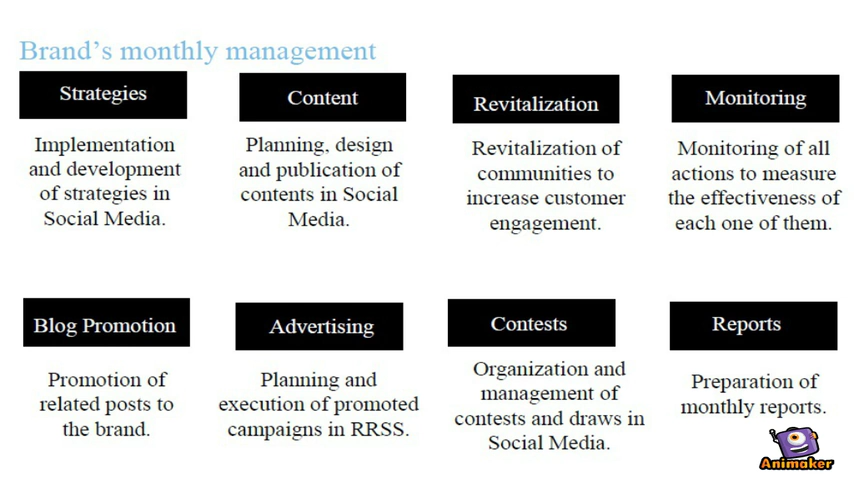 Brand's monthly management
Strategies
Implementation
and development
of strategies in
Social Media.
Content
Planning, design
and publication of
contents in Social
Media.
Revitalization
Revitalization of
communities to
increase customer
engagement.
Monitoring
Monitoring of all
actions to measure
the effectiveness of
each one of them.
Blog Promotion
Promotion of
related posts to
the brand.
Advertising
Planning and
execution of promoted
campaigns in RRSS.
Contests
Organization and
management of
contests and draws in
Social Media.
Reports
Preparation of
monthly reports.
Animaker